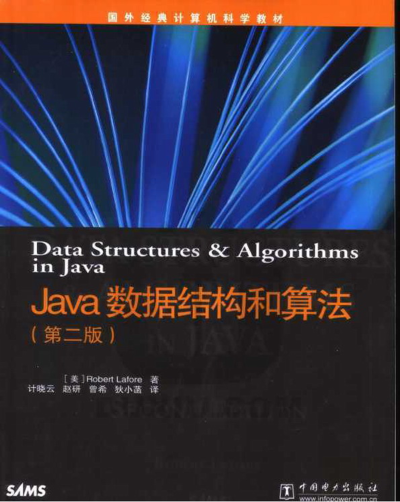 国外经典计算机科学教材
Data Structures & Algorithms
in Java
Java 数据结构和算法
(第二版)
[美] Robert Lafore 著
计晓云 赵研 曾希 狄小菡 译
SAMS
中国电力出版社
www.infopower.com.cn